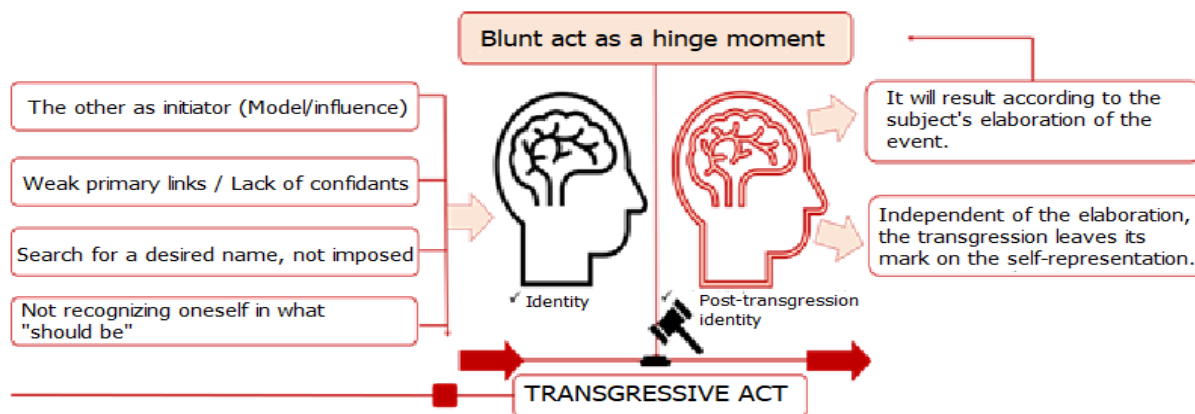 Blunt act as a hinge moment
The other as initiator (Model/influence)
Weak primary links / Lack of confidants
Search for a desired name, not imposed
Not recognizing oneself in what
"should be"
Identity
Post-transgression
identity
It will result according to the
subject's elaboration of the
event.
Independent of the elaboration,
the transgression leaves its
mark on the self-representation.
TRANSGRESSIVE ACT